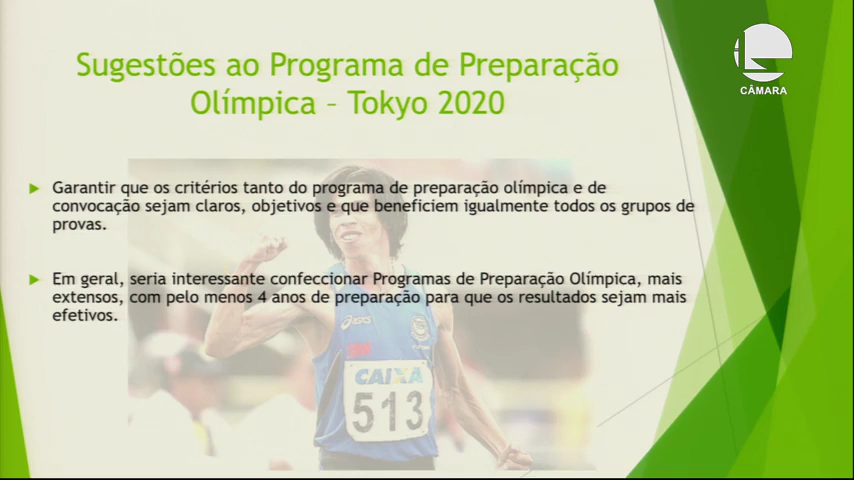 Sugestões ao Programa de Preparação
Olímpica – Tokyo 2020
CÂMARA
Garantir que os critérios tanto do programa de preparação olímpica e de
convocação sejam claros, objetivos e que beneficiem igualmente todos os grupos de
provas.
Em geral, seria interessante confeccionar Programas de Preparação Olímpica, mais
extensos, com pelo menos 4 anos de preparação para que os resultados sejam mais
efetivos.
asics
CAIXA
513